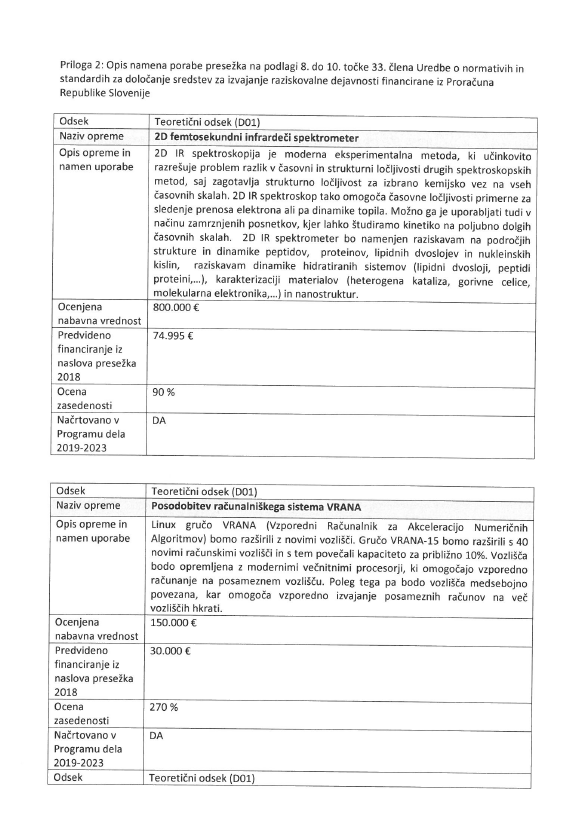 Priloga 2: Opis namena porabe presežka na podlagi 8. do 10. točke 33. člena Uredbe o normativih in
standardih za določanje sredstev za izvajanje raziskovalne dejavnosti financirane iz Proračuna
Republike Slovenije
Odsek Teoretični odsek (D01)
Naziv opreme 2D femtosekundni infrardeči spektrometer
Opis opreme in
namen uporabe
2D IR spektroskopija je moderna eksperimentalna metoda, ki učinkovito
razrešuje problem razlik v časovni in strukturni ločljivosti drugih spektroskopskih
metod, saj zagotavlja strukturno ločljivost za izbrano kemijsko vez na vseh
časovnih skalah. 2D IR spektroskop tako omogoča časovne ločljivosti primerne za
sledenje prenosa elektrona ali pa dinamike topila. Možno ga je uporabljati tudi v
načinu zamrznjenih posnetkov, kjer lahko študiramo kinetiko na poljubno dolgih
časovnih skalah. 2D IR spektrometer bo namenjen raziskavam na področjih
strukture in dinamike peptidov, proteinov, lipidnih dvoslojev in nukleinskih
kislin, raziskavam dinamike hidratiranih sistemov (lipidni dvosloji, peptidi
proteini,...), karakterizaciji materialov (heterogena kataliza, gorivne celice,
molekularna elektronika,...) in nanostruktur.
Ocenjena
nabavna vrednost
800.000 €
Predvideno
financiranje iz
naslova presežka
2018
74.995 €
Ocena
zasedenosti
90 %
Načrtovano v
Programu dela
2019-2023
DA
Odsek Teoretični odsek (D01)
Naziv opreme Posodobitev računalniškega sistema VRANA
Opis opreme in
namen uporabe
Linux gručo VRANA (Vzporedni Računalnik za Akceleracijo Numeričnih
Algoritmov) bomo razširili z novimi vozlišči. Gručo VRANA-15 bomo razširili s 40
novimi računskimi vozlišči in s tem povečali kapaciteto za približno 10%. Vozlišča
bodo opremljena z modernimi večnitnimi procesorji, ki omogočajo vzporedno
računanje na posameznem vozlišču. Poleg tega pa bodo vozlišča medsebojno
povezana, kar omogoča vzporedno izvajanje posameznih računov na več
vozliščih hkrati.
Ocenjena
nabavna vrednost
150.000 €
Predvideno
financiranje iz
naslova presežka
2018
30.000 €
Ocena
zasedenosti
270 %
Načrtovano v
Programu dela
2019-2023
DA
Odsek Teoretični odsek (D01)